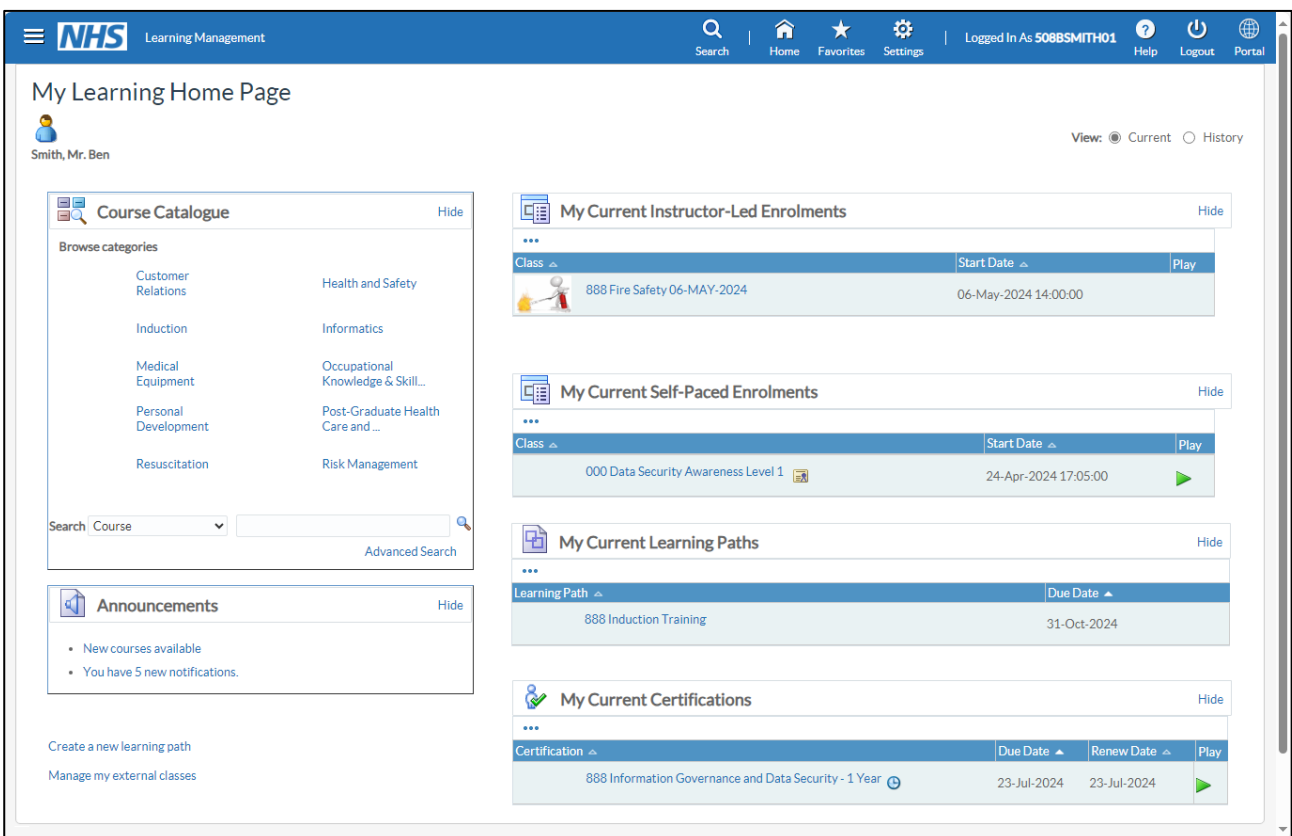 NHS Learning Management Search Home Favorites Settings Logged In As 508BSMITH01 Help Logout Portal
My Learning Home Page
Smith, Mr. Ben
View: Current History
Course Catalogue Hide
Browse categories
Customer
Relations
Health and Safety
Induction
Informatics
Medical
Equipment
Occupational
Knowledge & Skill...
Personal
Development
Post-Graduate Health
Care and ...
Resuscitation
Risk Management
Search Course
Advanced Search
Announcements Hide
New courses available
You have 5 new notifications.
Create a new learning path
Manage my external classes
My Current Instructor-Led Enrolments Hide
Class Start Date Play
888 Fire Safety 06-MAY-2024 06-May-2024 14:00:00
My Current Self-Paced Enrolments Hide
Class Start Date Play
000 Data Security Awareness Level 1 24-Apr-2024 17:05:00
My Current Learning Paths Hide
Learning Path Due Date
888 Induction Training 31-Oct-2024
My Current Certifications Hide
Certification Due Date Renew Date Play
888 Information Governance and Data Security - 1 Year 23-Jul-2024 23-Jul-2024